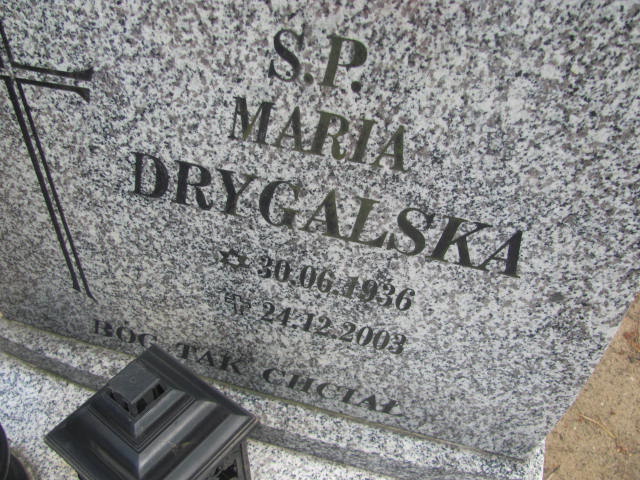 S.P.
MARIA
DRYGALSKA
30.06.1936
24.12.2003
BÓG TAK CHCIAŁ